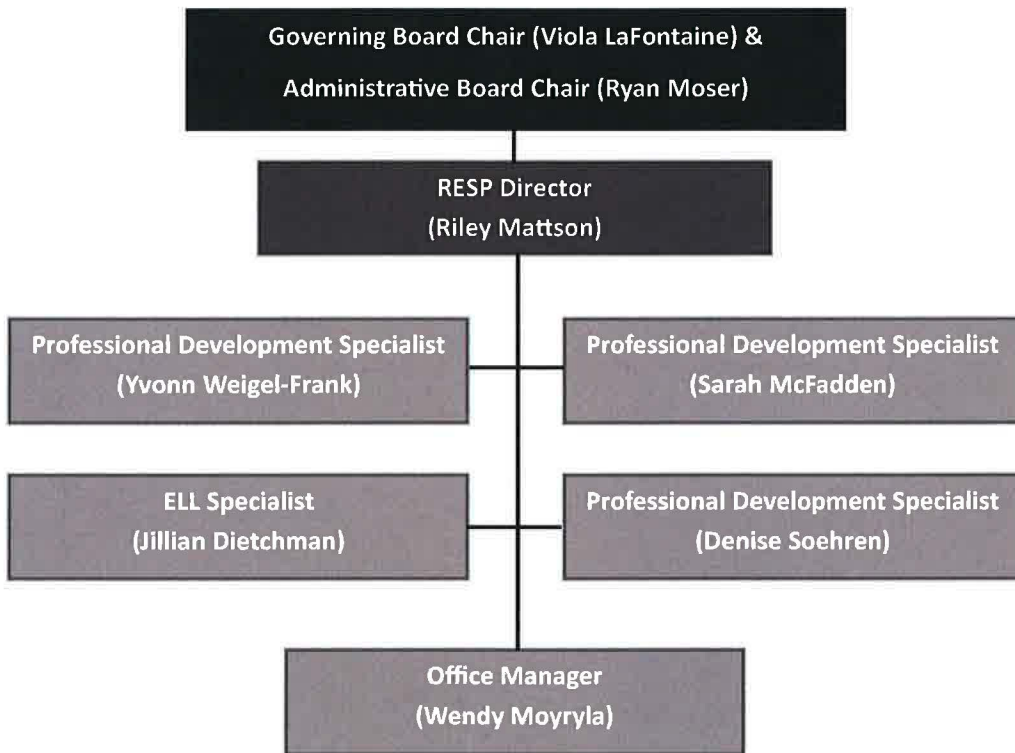 Governing Board Chair (Viola LaFontaine) &
Administrative Board Chair (Ryan Moser)
RESP Director
(Riley Mattson)
Professional Development Specialist
(Yvonn Weigel-Frank)
Professional Development Specialist
(Sarah McFadden)
ELL Specialist
(Jillian Dietchman)
Professional Development Specialist
(Denise Soehren)
Office Manager
(Wendy Moyryla)